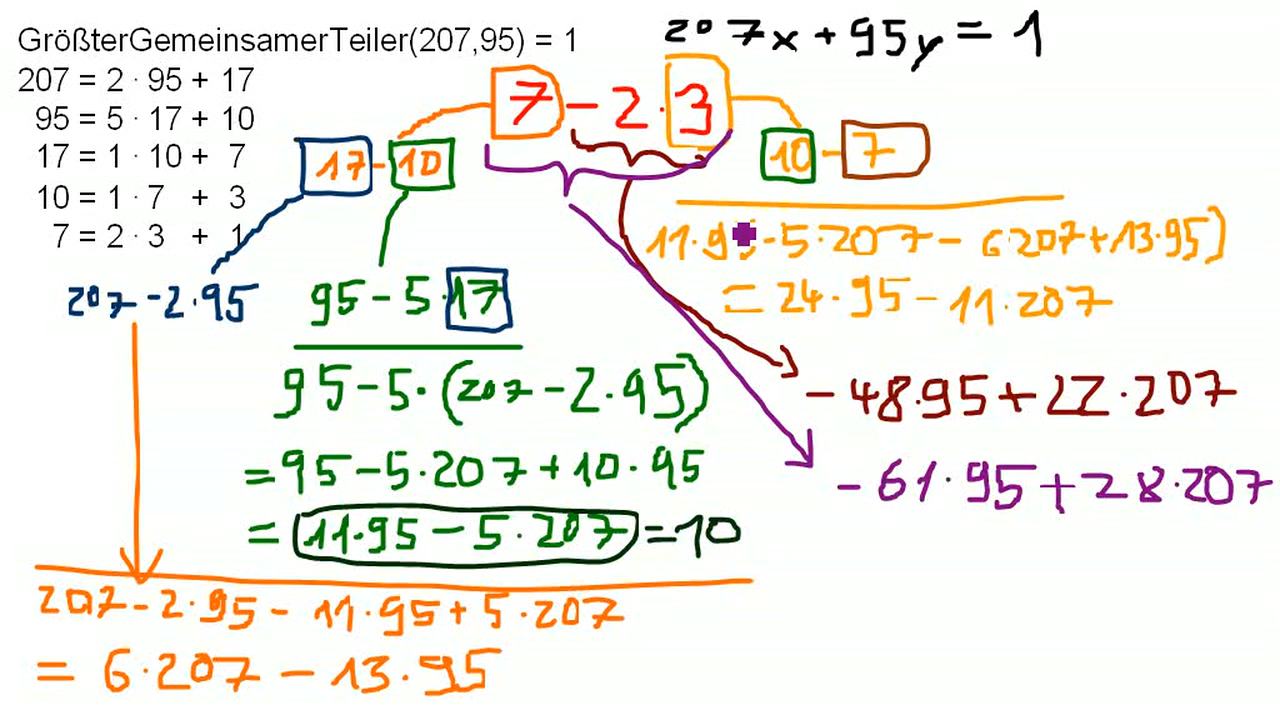 GrößterGemeinsamerTeiler(207,95) = 1
207x + 95y = 1
207 = 2 · 95 + 17
95 = 5 · 17 + 10
17 = 1 · 10 + 7
10 = 1 · 7 + 3
7 = 2 · 3 + 1
7 - 2 · 3
17 - 10
10 - 7
207 - 2 · 95
95 - 5 · 17
95 - 5 · (207 - 2 · 95)
= 95 - 5 · 207 + 10 · 95
= 11 · 95 - 5 · 207 = 10
11 · 95 - 5 · 207 - 6 · 207 + 13 · 95)
= 24 · 95 - 11 · 207
- 48 · 95 + 22 · 207
- 61 · 95 + 28 · 207
207 - 2 · 95 - 11 · 95 + 5 · 207
= 6 · 207 - 13 · 95